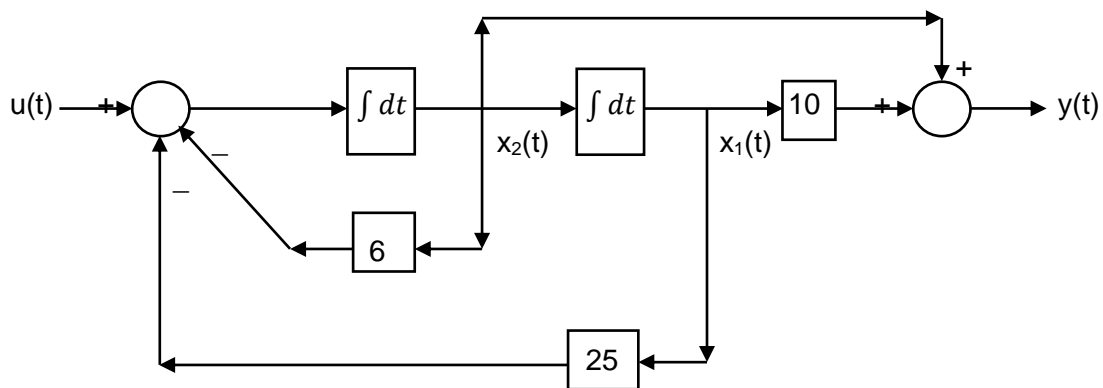 +
u(t) + ∫ dt ∫ dt 10 + y(t)
x₂(t) x₁(t)
–
–
6
25